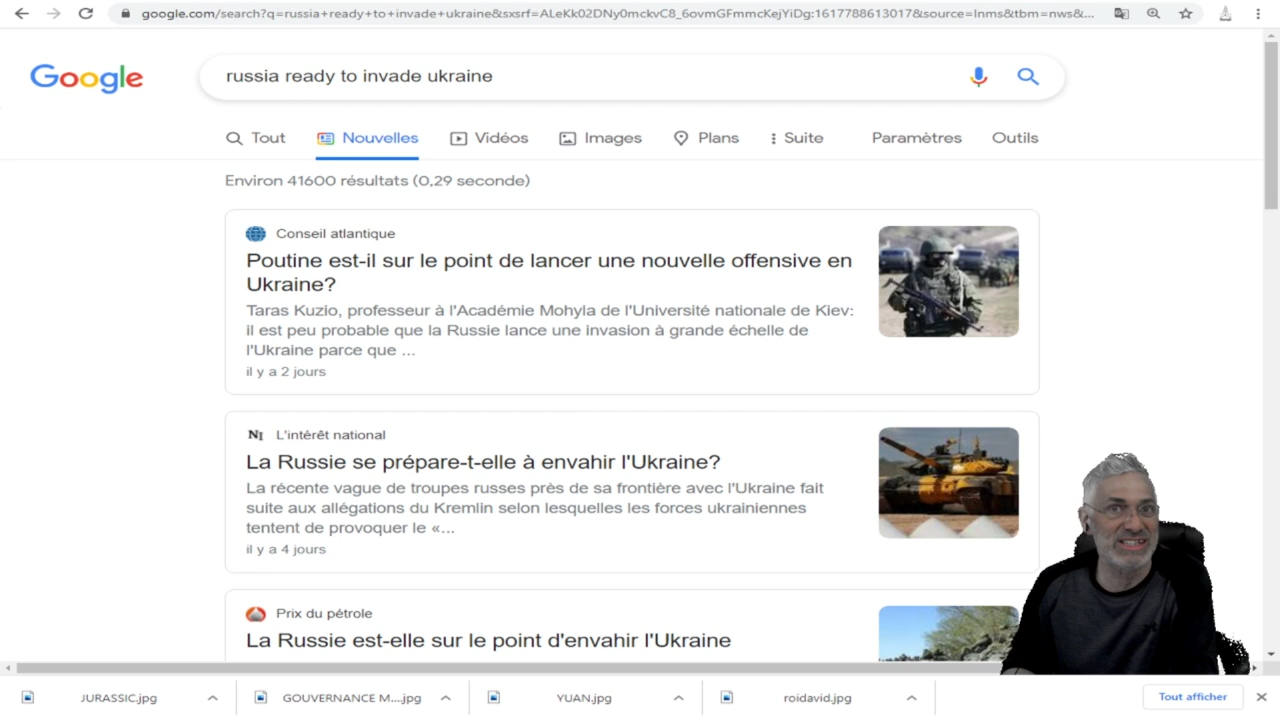 google.com/search?q=russia+ready+to+invade+ukraine&sxsrf=ALeKk02DNy0mckvC8_6ovmGFmmcKejYiDg:1617788613017&source=lnms&tbm=nws&...
Google
russia ready to invade ukraine
Tout Nouvelles Vidéos Images Plans Suite Paramètres Outils
Environ 41600 résultats (0,29 seconde)
Conseil atlantique
Poutine est-il sur le point de lancer une nouvelle offensive en
Ukraine?
Taras Kuzio, professeur à l'Académie Mohyla de l'Université nationale de Kiev:
il est peu probable que la Russie lance une invasion à grande échelle de
l'Ukraine parce que ...
il y a 2 jours
NI L'intérêt national
La Russie se prépare-t-elle à envahir l'Ukraine?
La récente vague de troupes russes près de sa frontière avec l'Ukraine fait
suite aux allégations du Kremlin selon lesquelles les forces ukrainiennes
tentent de provoquer le «...
il y a 4 jours
Prix du pétrole
La Russie est-elle sur le point d'envahir l'Ukraine
JURASSIC.jpg GOUVERNANCE M....jpg YUAN.jpg roidavid.jpg Tout afficher